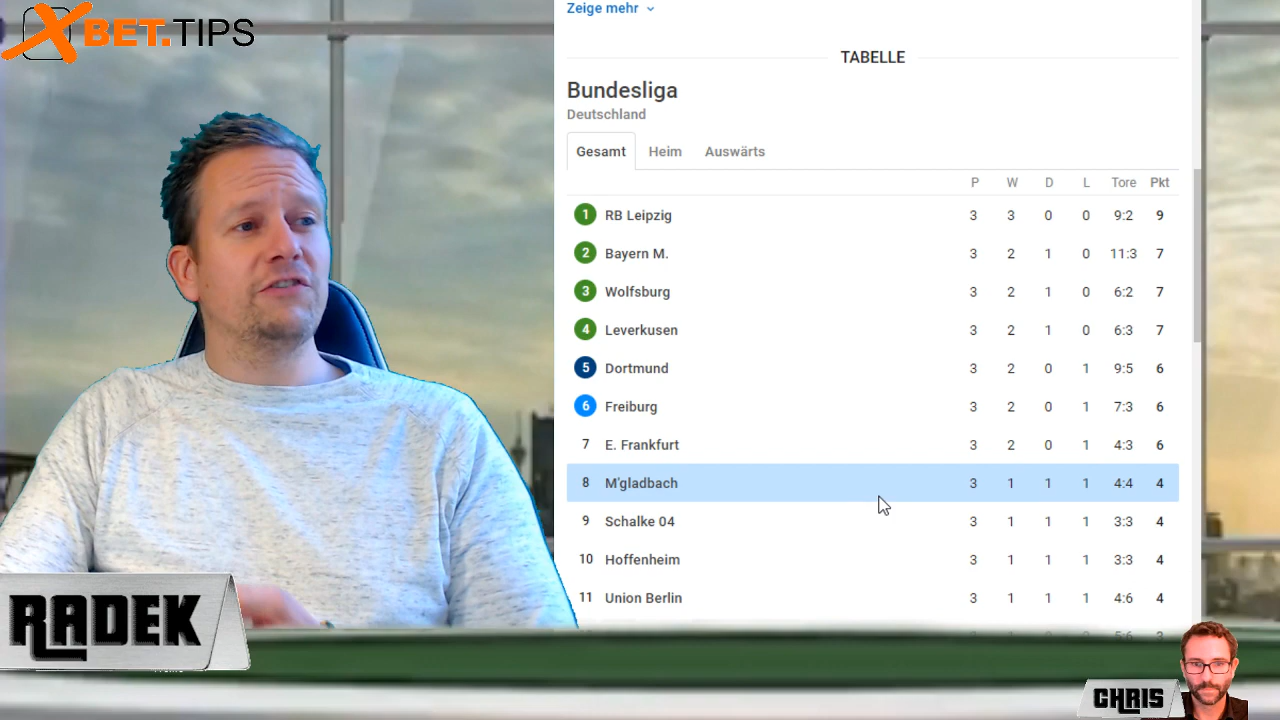 XBET.TIPS
Zeige mehr
TABELLE
Bundesliga
Deutschland
Gesamt Heim Auswärts
P W D L Tore Pkt
1 RB Leipzig 3 3 0 0 9:2 9
2 Bayern M. 3 2 1 0 11:3 7
3 Wolfsburg 3 2 1 0 6:2 7
4 Leverkusen 3 2 1 0 6:3 7
5 Dortmund 3 2 0 1 9:5 6
6 Freiburg 3 2 0 1 7:3 6
7 E. Frankfurt 3 2 0 1 4:3 6
8 M'gladbach 3 1 1 1 4:4 4
9 Schalke 04 3 1 1 1 3:3 4
10 Hoffenheim 3 1 1 1 3:3 4
11 Union Berlin 3 1 1 1 4:6 4
RADEK
CHRIS